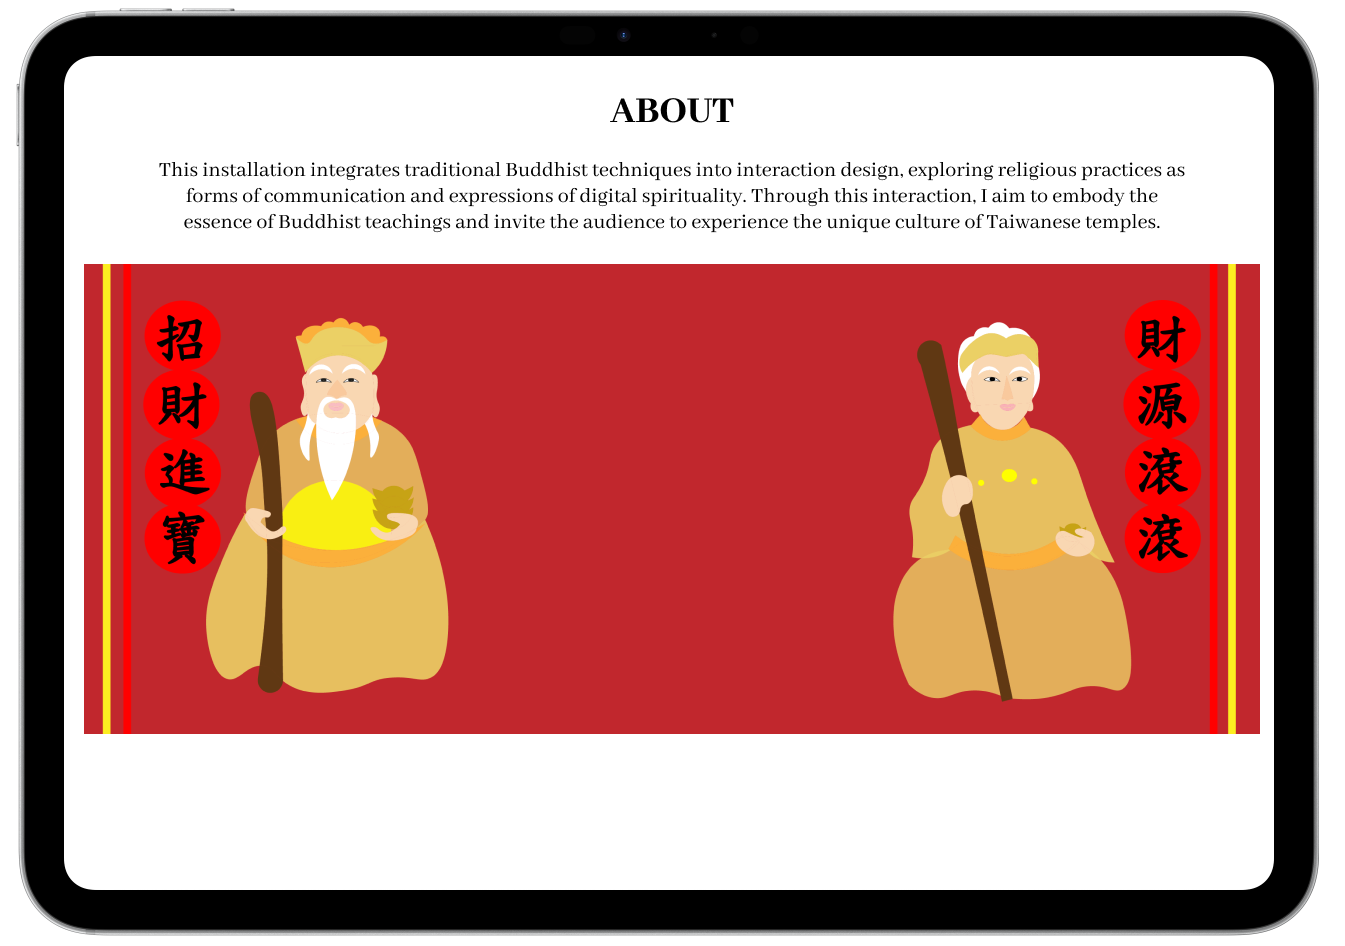 ABOUT
This installation integrates traditional Buddhist techniques into interaction design, exploring religious practices as
forms of communication and expressions of digital spirituality. Through this interaction, I aim to embody the
essence of Buddhist teachings and invite the audience to experience the unique culture of Taiwanese temples.
招財進寶
財源滾滾